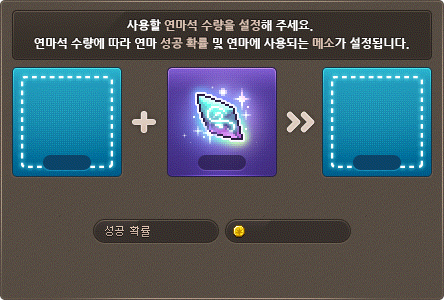 사용할 연마석 수량을 설정해 주세요.
연마석 수량에 따라 연마 성공 확률 및 연마에 사용되는 메소가 설정됩니다.
성공 확률